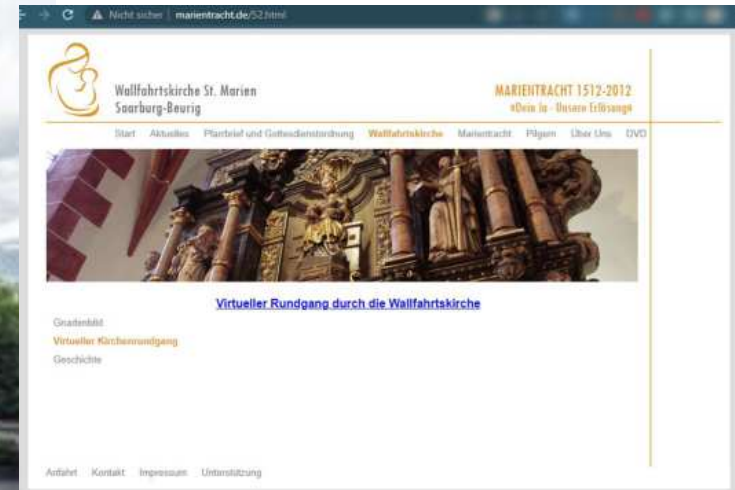 Nicht sicher | marientracht.de/52.html
Wallfahrtskirche St. Marien
Saarburg-Beurig
MARIENTRACHT 1512-2012
»Dein Ja - Unsere Erlösung«
Start Aktuelles Pfarrbrief und Gottesdienstordnung Wallfahrtskirche Marientracht Pilgern Über Uns DVD
Virtueller Rundgang durch die Wallfahrtskirche
Gnadenbild
Virtueller Kirchenrundgang
Geschichte
Anfahrt Kontakt Impressum Unterstützung